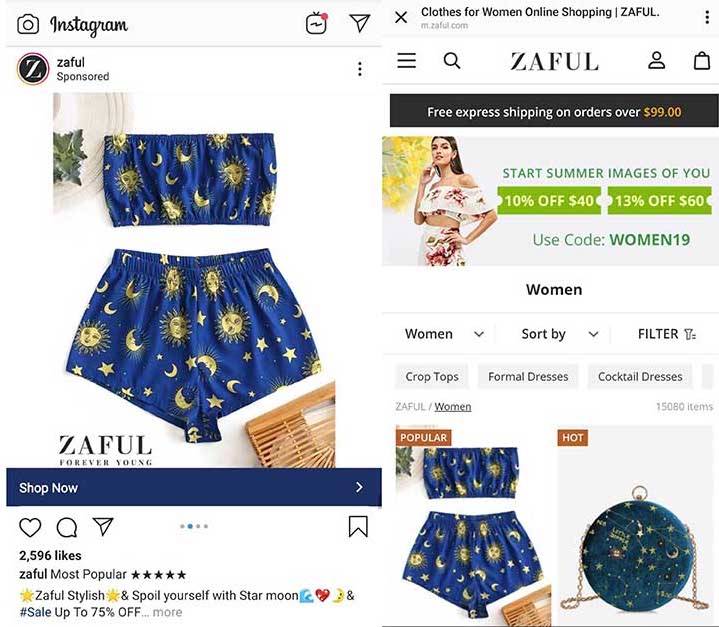 Instagram
zaful
Sponsored
ZAFUL
FOREVER YOUNG
Shop Now
2,596 likes
zaful Most Popular ★★★★★
🌟Zaful Stylish🌟& Spoil yourself with Star moon🌊❤️🌛&
#Sale Up To 75% OFF... more
Clothes for Women Online Shopping | ZAFUL.
m.zaful.com
ZAFUL
Free express shipping on orders over $99.00
START SUMMER IMAGES OF YOU
10% OFF $40 13% OFF $60
Use Code: WOMEN19
Women
Women Sort by FILTER
Crop Tops Formal Dresses Cocktail Dresses
ZAFUL / Women 15080 items
POPULAR HOT
LITTLE